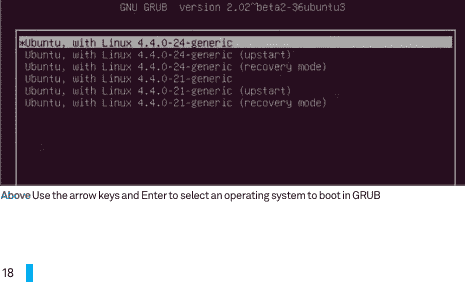 GNU GRUB version 2.02~beta2-36ubuntu3
*Ubuntu, with Linux 4.4.0-24-generic
Ubuntu, with Linux 4.4.0-24-generic (upstart)
Ubuntu, with Linux 4.4.0-24-generic (recovery mode)
Ubuntu, with Linux 4.4.0-21-generic
Ubuntu, with Linux 4.4.0-21-generic (upstart)
Ubuntu, with Linux 4.4.0-21-generic (recovery mode)
Above Use the arrow keys and Enter to select an operating system to boot in GRUB
18